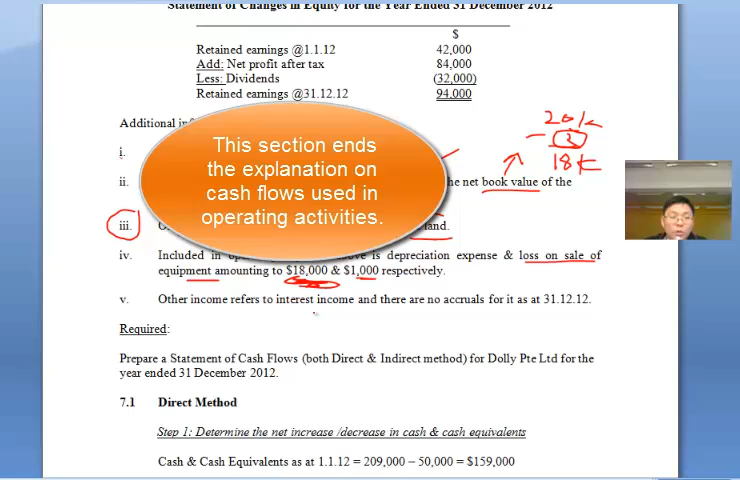 Statement of Changes in Equity for the Year Ended 31 December 2012
$
Retained earnings @1.1.12 42,000
Add: Net profit after tax 84,000
Less: Dividends (32,000)
Retained earnings @31.12.12 94,000
20k
Additional in
18k
i.
This section ends
the explanation on
cash flows used in
operating activities.
ii. he net book value of the
iii. land.
iv. Included in is depreciation expense & loss on sale of
equipment amounting to $18,000 & $1,000 respectively.
v. Other income refers to interest income and there are no accruals for it as at 31.12.12.
Required:
Prepare a Statement of Cash Flows (both Direct & Indirect method) for Dolly Pte Ltd for the
year ended 31 December 2012.
7.1 Direct Method
Step 1: Determine the net increase /decrease in cash & cash equivalents
Cash & Cash Equivalents as at 1.1.12 = 209,000 – 50,000 = $159,000